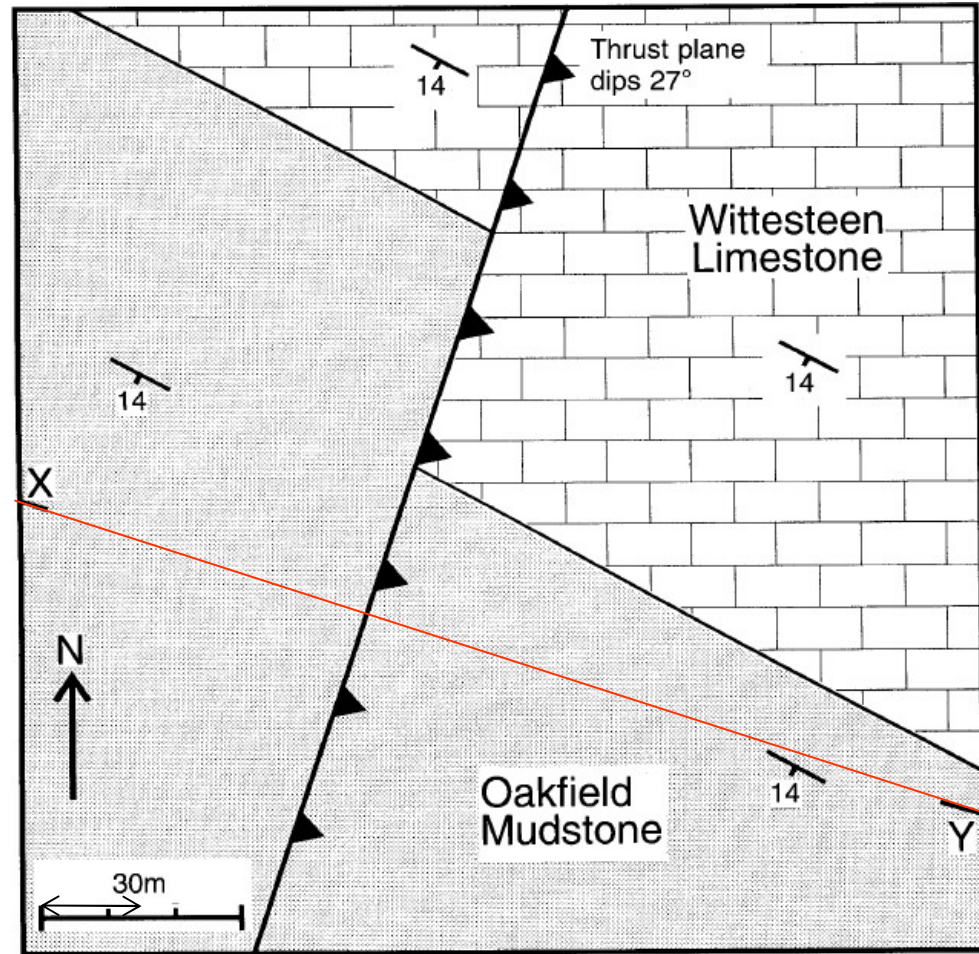 Thrust plane
dips 27°
14
Wittesteen
Limestone
14
14
X
N
14
Oakfield
Mudstone
Y
30m